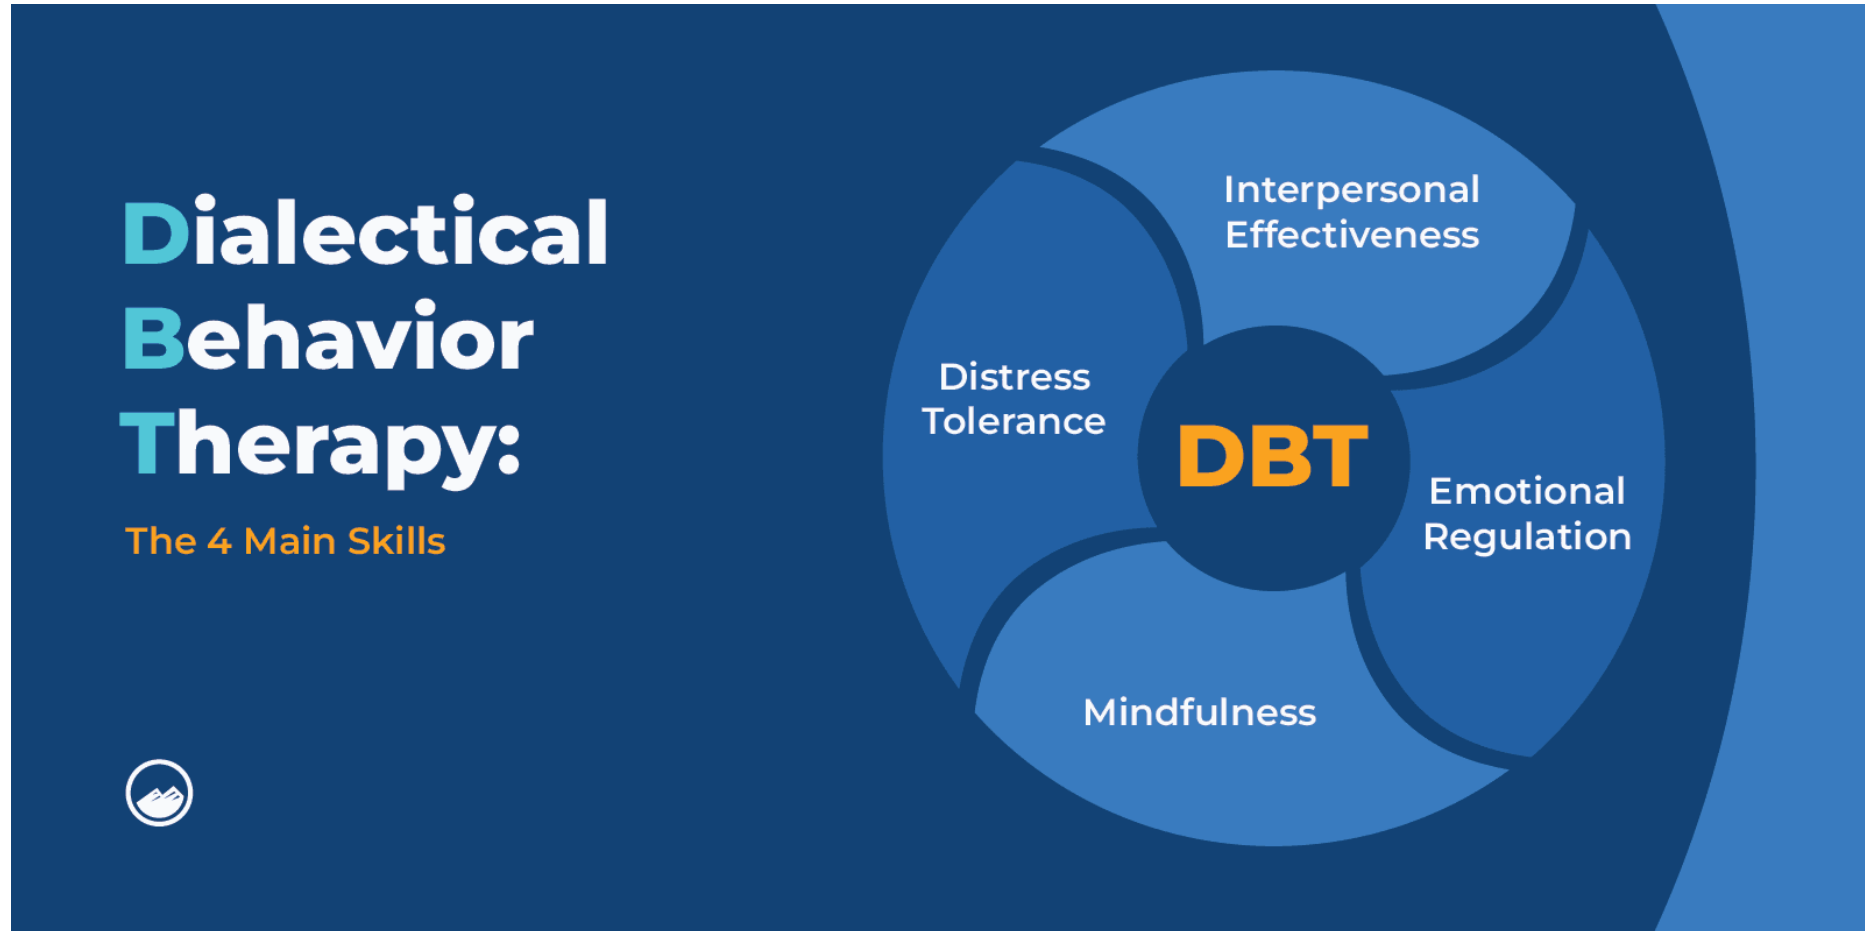 Dialectical
Behavior
Therapy:
The 4 Main Skills
Interpersonal
Effectiveness
Distress
Tolerance
DBT
Emotional
Regulation
Mindfulness